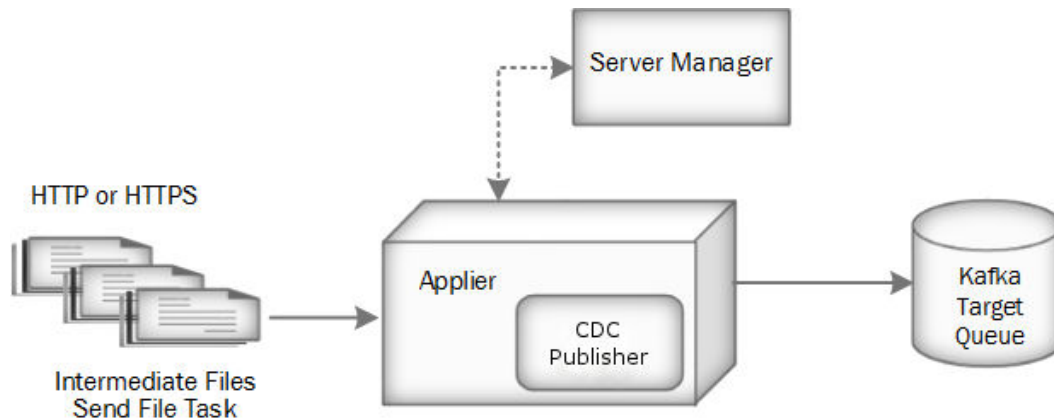 Server Manager
HTTP or HTTPS
Applier
CDC
Publisher
Kafka
Target
Queue
Intermediate Files
Send File Task